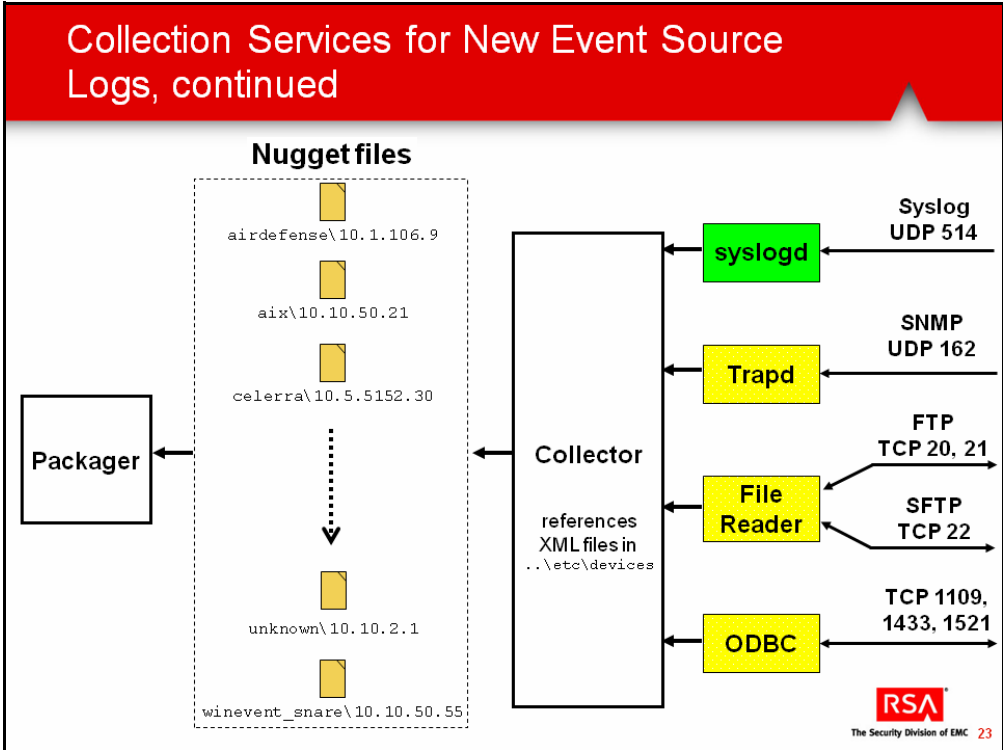 Collection Services for New Event Source
Logs, continued
Nugget files
airdefense\10.1.106.9
aix\10.10.50.21
celerra\10.5.5152.30
unknown\10.10.2.1
winevent_snare\10.10.50.55
Packager
Collector
references
XML files in
..\etc\devices
syslogd
Trapd
File
Reader
ODBC
Syslog
UDP 514
SNMP
UDP 162
FTP
TCP 20, 21
SFTP
TCP 22
TCP 1109,
1433, 1521
RSA
The Security Division of EMC 23